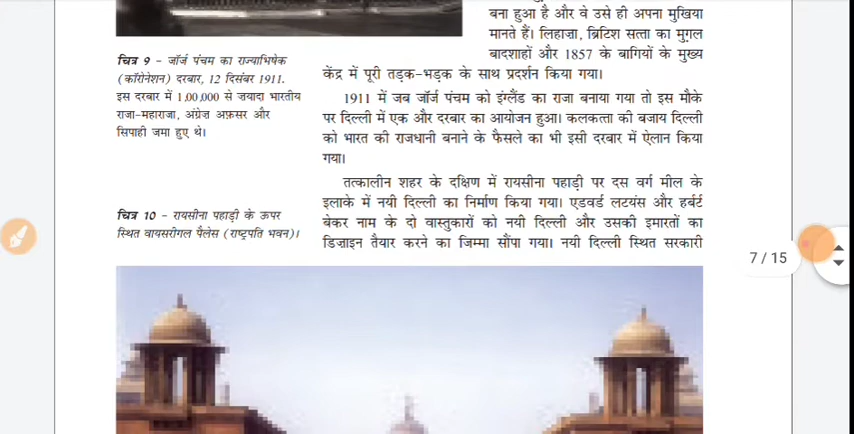 बना हुआ है और वे उसे ही अपना मुखिया
मानते हैं। लिहाज़ा, ब्रिटिश सत्ता का मुग़ल
बादशाहों और 1857 के बाग़ियों के मुख्य
केंद्र में पूरी तड़क-भड़क के साथ प्रदर्शन किया गया।
चित्र 9 – जॉर्ज पंचम का राज्याभिषेक
(कॉरोनेशन) दरबार, 12 दिसंबर 1911.
इस दरबार में 1,00,000 से ज़्यादा भारतीय
राजा-महाराजा, अंग्रेज़ अफ़सर और
सिपाही जमा हुए थे।
1911 में जब जॉर्ज पंचम को इंग्लैंड का राजा बनाया गया तो इस मौके
पर दिल्ली में एक और दरबार का आयोजन हुआ। कलकत्ता की बजाय दिल्ली
को भारत की राजधानी बनाने के फ़ैसले का भी इसी दरबार में ऐलान किया
गया।
तत्कालीन शहर के दक्षिण में रायसीना पहाड़ी पर दस वर्ग मील के
इलाके में नयी दिल्ली का निर्माण किया गया। एडवर्ड लटयंस और हर्बर्ट
बेकर नाम के दो वास्तुकारों को नयी दिल्ली और उसकी इमारतों का
डिज़ाइन तैयार करने का जिम्मा सौंपा गया। नयी दिल्ली स्थित सरकारी
चित्र 10 – रायसीना पहाड़ी के ऊपर
स्थित वायसरीगल पैलेस (राष्ट्रपति भवन)।
7 / 15